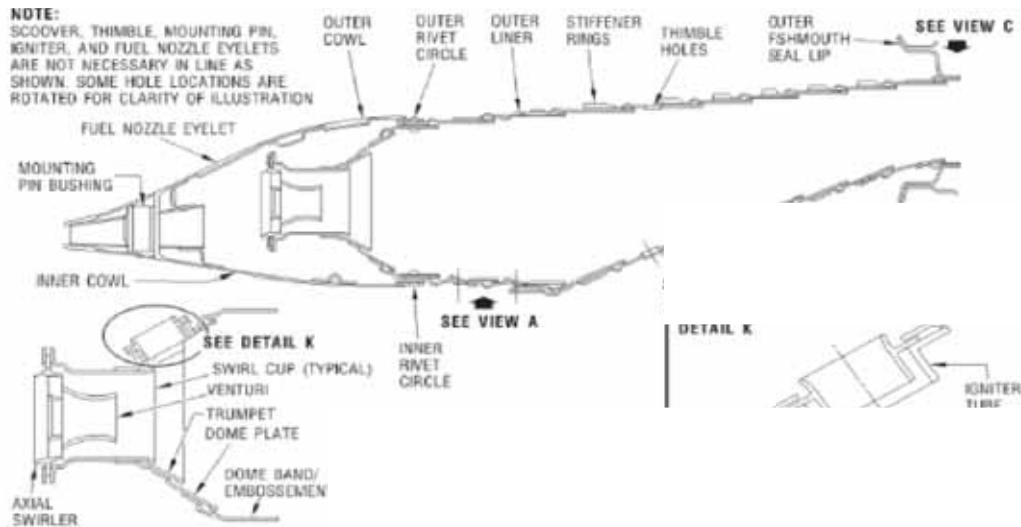 NOTE:
SCOOVER, THIMBLE, MOUNTING PIN,
IGNITER, AND FUEL NOZZLE EYELETS
ARE NOT NECESSARY IN LINE AS
SHOWN. SOME HOLE LOCATIONS ARE
ROTATED FOR CLARITY OF ILLUSTRATION
OUTER
COWL
OUTER
RIVET
CIRCLE
OUTER
LINER
STIFFENER
RINGS
THIMBLE
HOLES
OUTER
FSHMOUTH
SEAL LIP
SEE VIEW C
FUEL NOZZLE EYELET
MOUNTING
PIN BUSHING
INNER COWL
SEE VIEW A
INNER
RIVET
CIRCLE
SEE DETAIL K
SWIRL CUP (TYPICAL)
VENTURI
TRUMPET
DOME PLATE
DOME BAND/
EMBOSSEMEN
AXIAL
SWIRLER
DETAIL K
IGNITER
TUBE